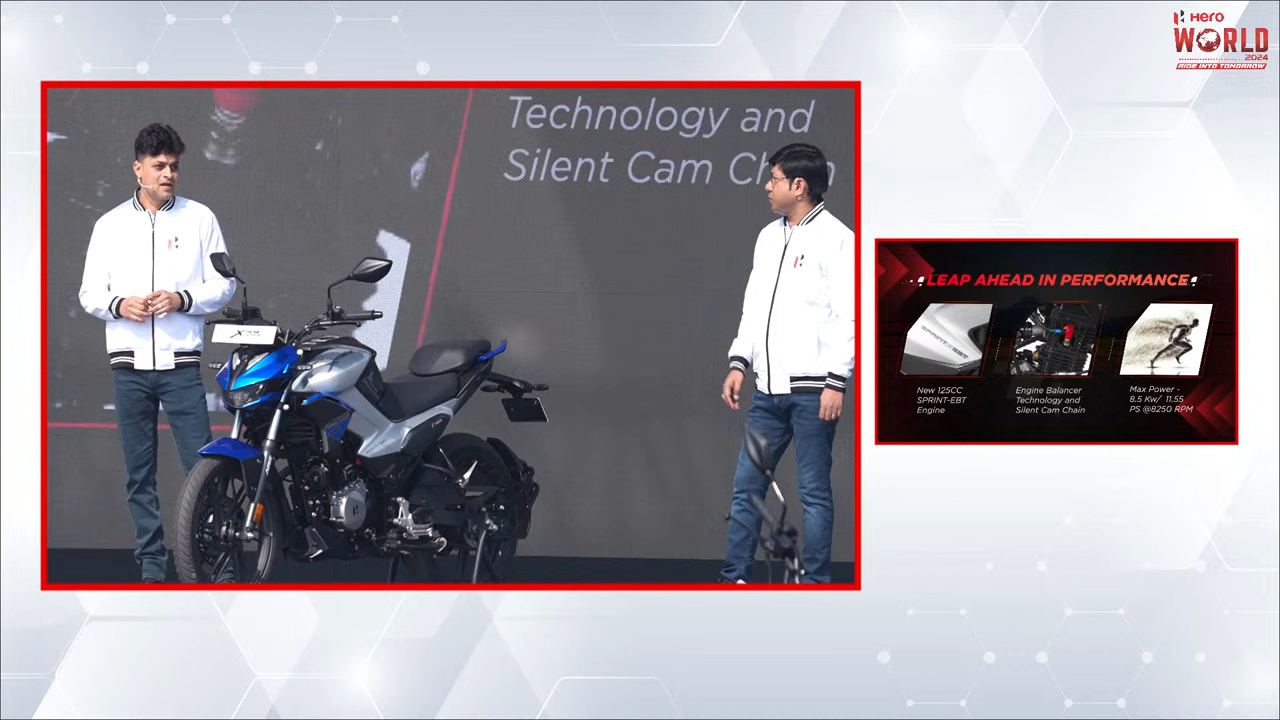 Hero
WORLD
2024
RIDE INTO TOMORROW
Technology and
Silent Cam
LEAP AHEAD IN PERFORMANCE
New 125CC
SPRINT-EBT
Engine
Engine Balancer
Technology and
Silent Cam Chain
Max Power -
8.5 Kw/ 11.55
PS @8250 RPM